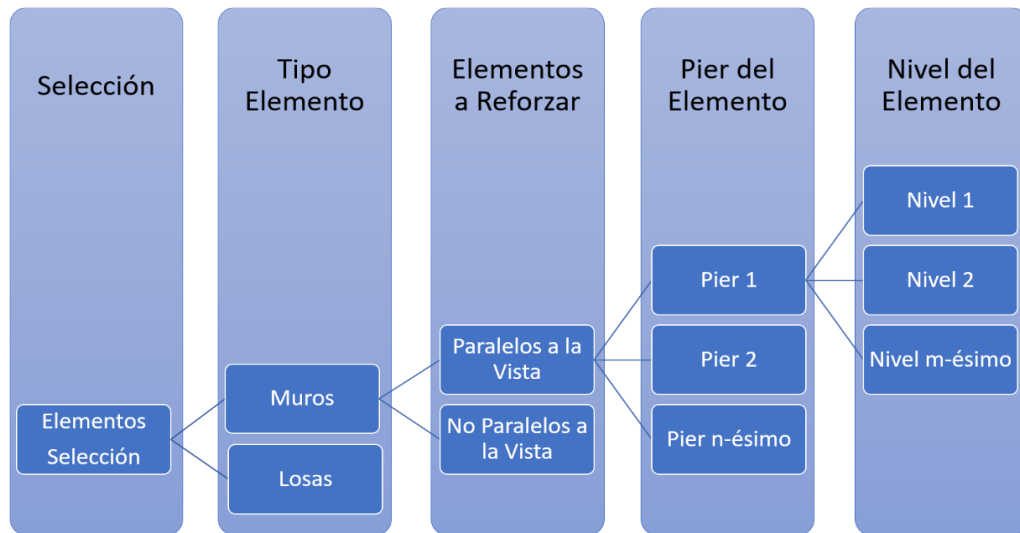 Selección
Tipo
Elemento
Elementos
a Reforzar
Pier del
Elemento
Nivel del
Elemento
Elementos
Selección
Muros
Losas
Paralelos a la
Vista
No Paralelos a
la Vista
Pier 1
Pier 2
Pier n-ésimo
Nivel 1
Nivel 2
Nivel m-ésimo